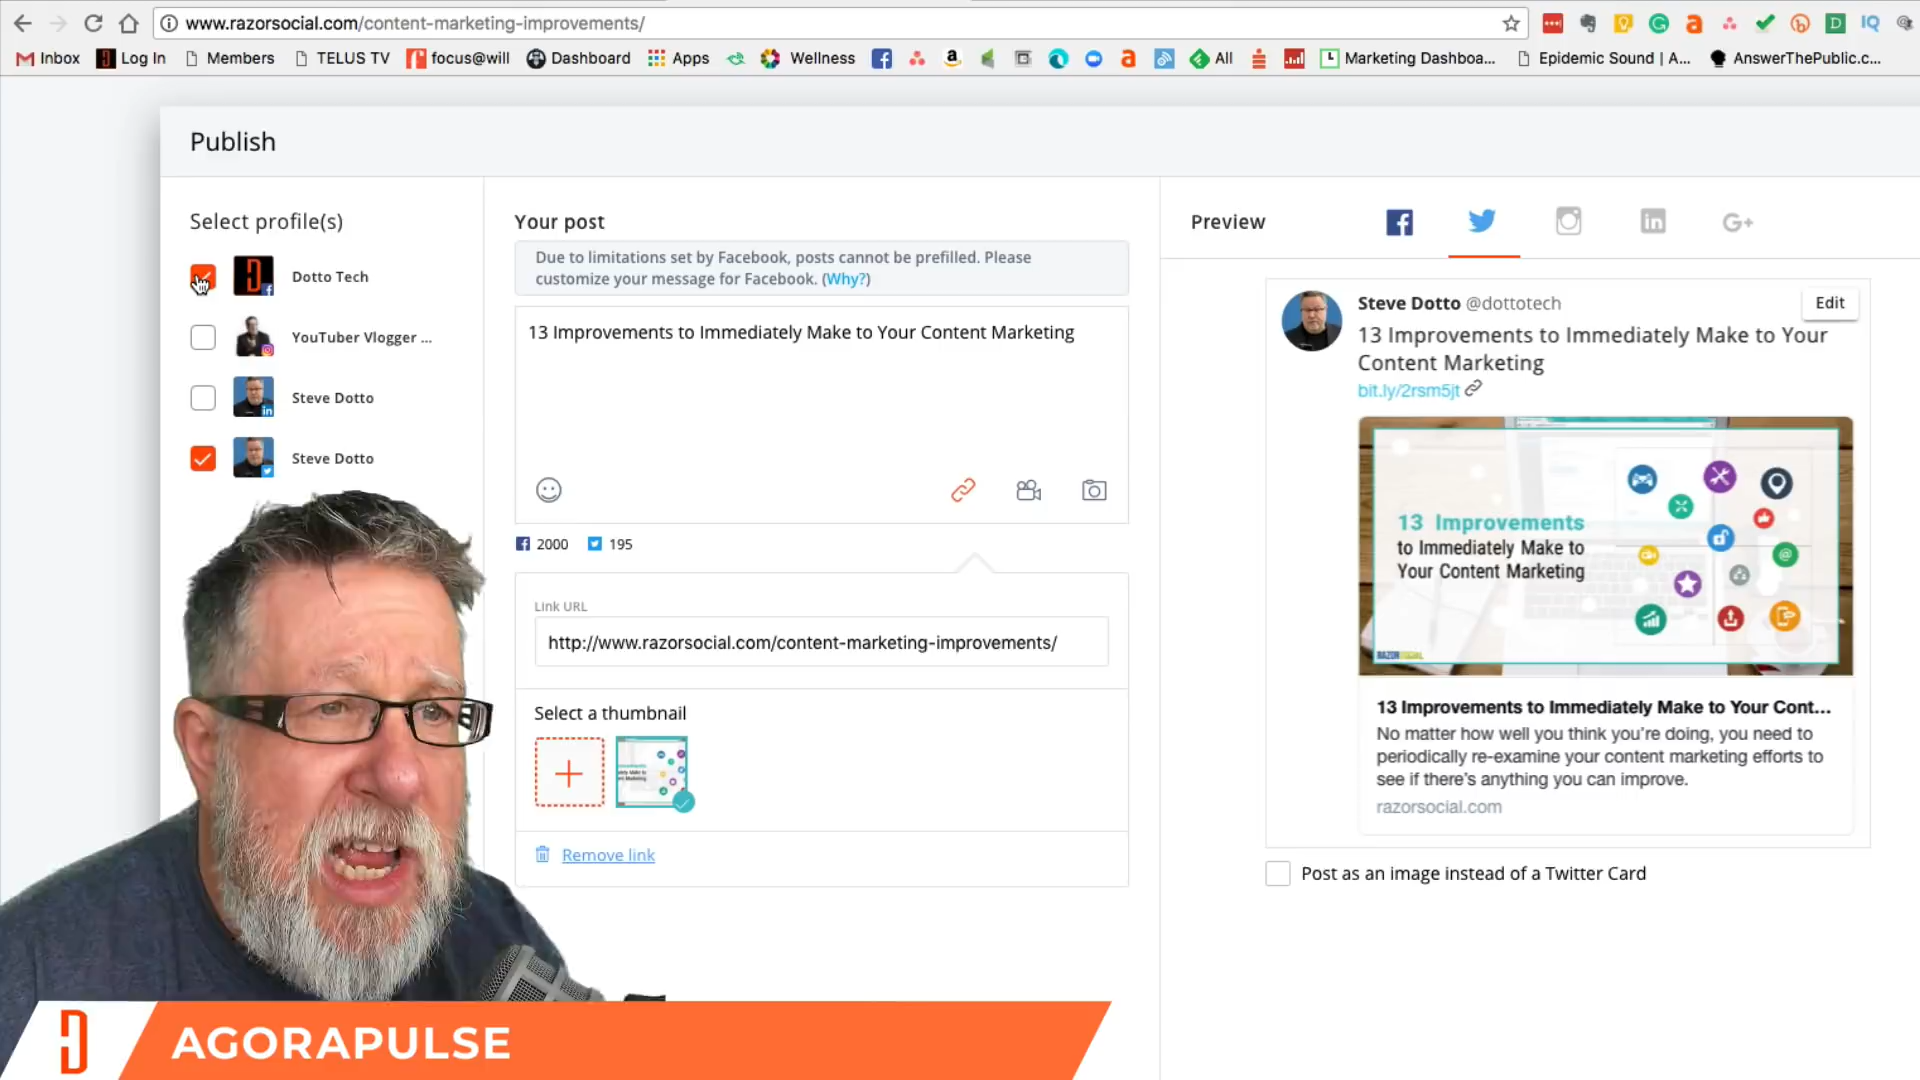 www.razorsocial.com/content-marketing-improvements/
Inbox
Log In
Members
TELUS TV
focus@will
Dashboard
Apps
Wellness
All
Marketing Dashboa...
Epidemic Sound | A...
AnswerThePublic.c...
Publish
Select profile(s)
Dotto Tech
YouTuber Vlogger ...
Steve Dotto
Steve Dotto
Your post
Due to limitations set by Facebook, posts cannot be prefilled. Please
customize your message for Facebook. (Why?)
13 Improvements to Immediately Make to Your Content Marketing
2000
195
Link URL
http://www.razorsocial.com/content-marketing-improvements/
Select a thumbnail
Remove link
Preview
G+
Steve Dotto @dottotech
Edit
13 Improvements to Immediately Make to Your
Content Marketing
bit.ly/2rsm5jt
13 Improvements
to Immediately Make to
Your Content Marketing
RAZORSOCIAL
13 Improvements to Immediately Make to Your Cont...
No matter how well you think you're doing, you need to
periodically re-examine your content marketing efforts to
see if there's anything you can improve.
razorsocial.com
Post as an image instead of a Twitter Card
AGORAPULSE